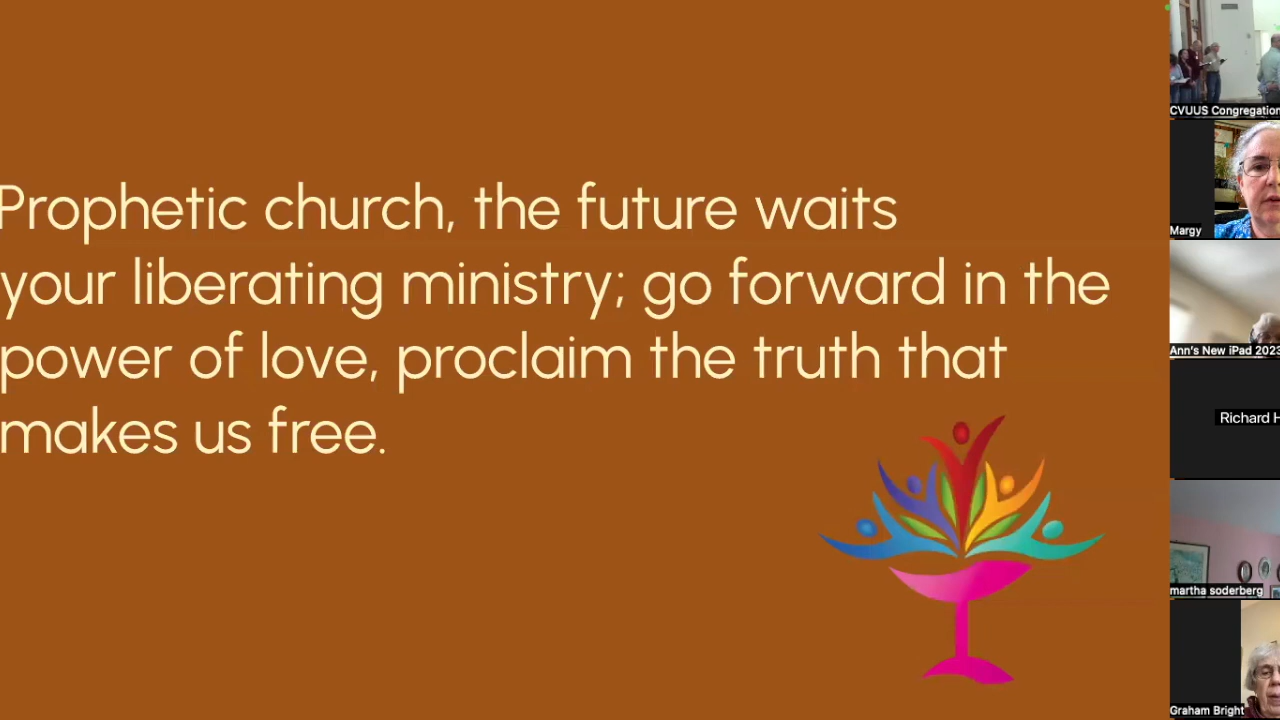 Prophetic church, the future waits
your liberating ministry; go forward in the
power of love, proclaim the truth that
makes us free.
CVUUS Congregation
Margy
Ann's New iPad 2023
Richard H
martha soderberg
Graham Bright